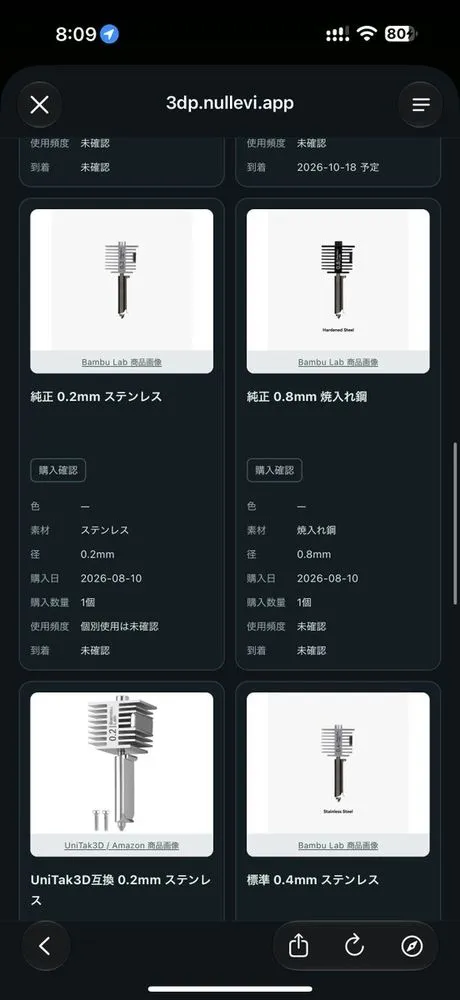 8:09
80
3dp.nullevi.app
使用頻度 未確認
到着 未確認
使用頻度 未確認
到着 2026-10-18 予定
Bambu Lab 商品画像
純正 0.2mm ステンレス
購入確認
色 —
素材 ステンレス
径 0.2mm
購入日 2026-08-10
購入数量 1個
使用頻度 個別使用は未確認
到着 未確認
Hardened Steel
Bambu Lab 商品画像
純正 0.8mm 焼入れ鋼
購入確認
色 —
素材 焼入れ鋼
径 0.8mm
購入日 2026-08-10
購入数量 1個
使用頻度 未確認
到着 未確認
0.2
UniTak3D / Amazon 商品画像
UniTak3D互換 0.2mm ステンレ
ス
Stainless Steel
Bambu Lab 商品画像
標準 0.4mm ステンレス